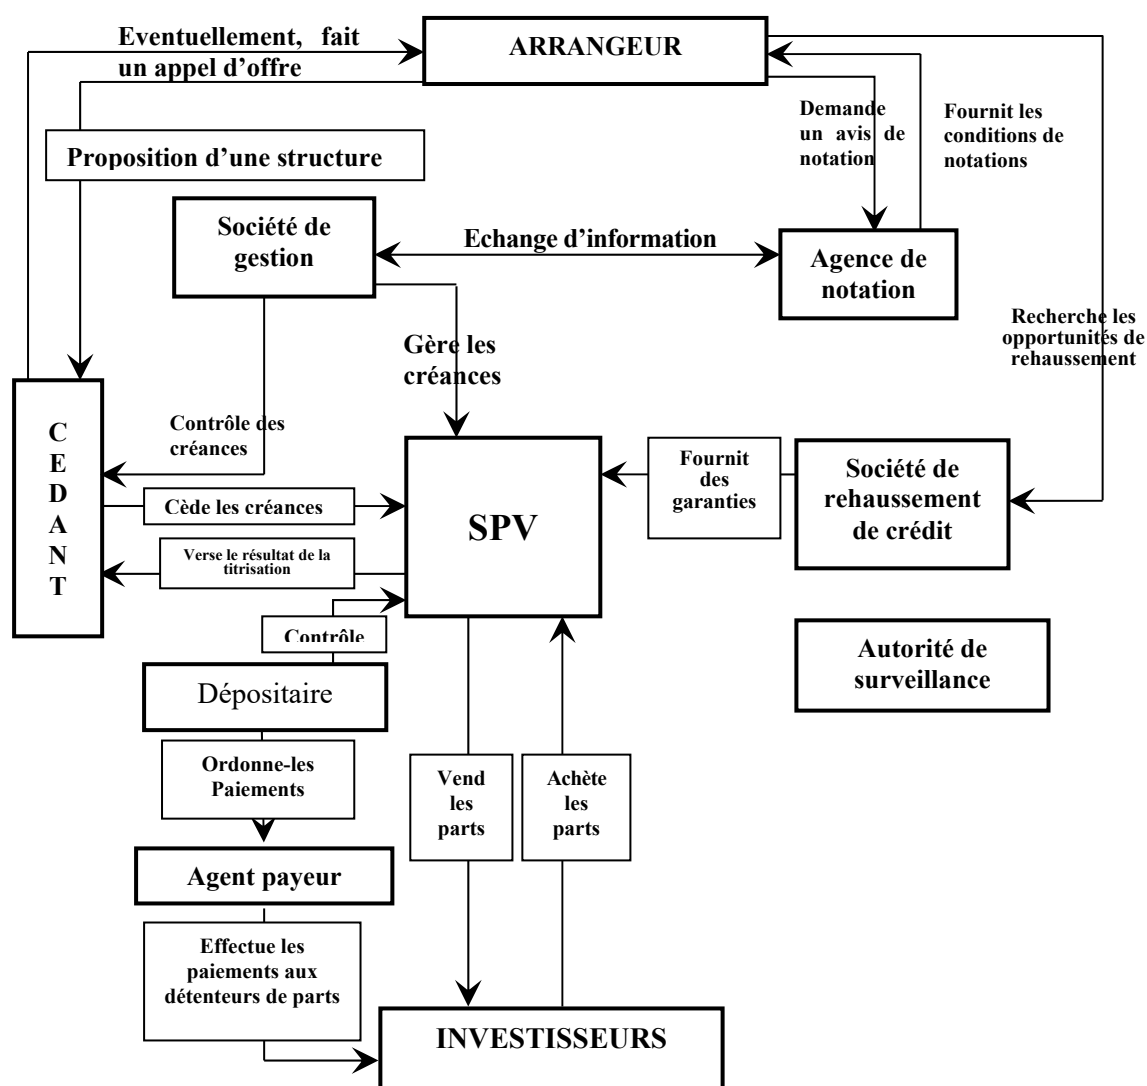 Eventuellement, fait
un appel d’offre
ARRANGEUR
Demande
un avis de
notation
Fournit les
conditions de
notations
Proposition d’une structure
Société de
gestion
Echange d’information
Agence de
notation
Recherche les
opportunités de
rehaussement
Gère les
créances
C
E
D
A
N
T
Contrôle des
créances
Cède les créances
Verse le résultat de la
titrisation
SPV
Fournit
des
garanties
Société de
rehaussement
de crédit
Contrôle
Autorité de
surveillance
Dépositaire
Ordonne-les
Paiements
Vend
les
parts
Achète
les
parts
Agent payeur
Effectue les
paiements aux
détenteurs de parts
INVESTISSEURS